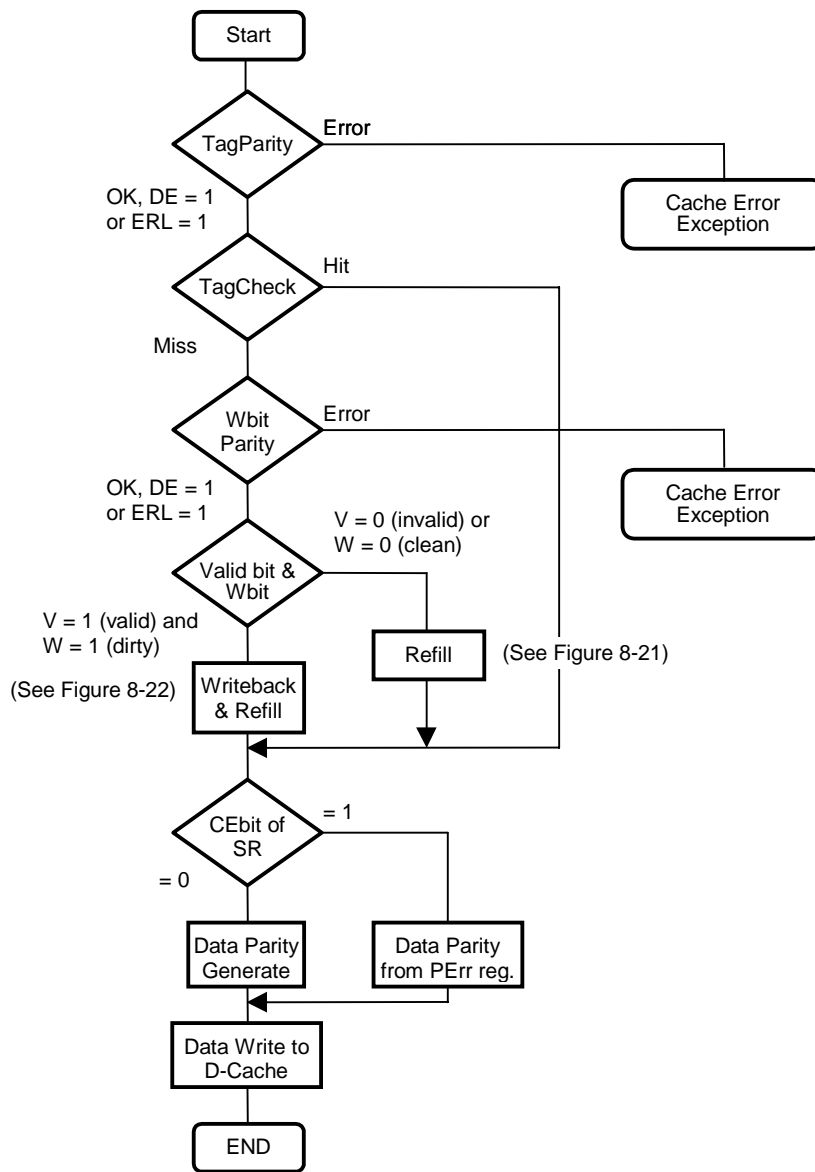 Start
TagParity
Error
OK, DE = 1
or ERL = 1
Cache Error
Exception
TagCheck
Hit
Miss
Wbit
Parity
Error
OK, DE = 1
or ERL = 1
Cache Error
Exception
V = 0 (invalid) or
W = 0 (clean)
Valid bit &
Wbit
V = 1 (valid) and
W = 1 (dirty)
Refill
(See Figure 8-21)
(See Figure 8-22)
Writeback
& Refill
CEbit of
SR
= 1
= 0
Data Parity
Generate
Data Parity
from PErr reg.
Data Write to
D-Cache
END